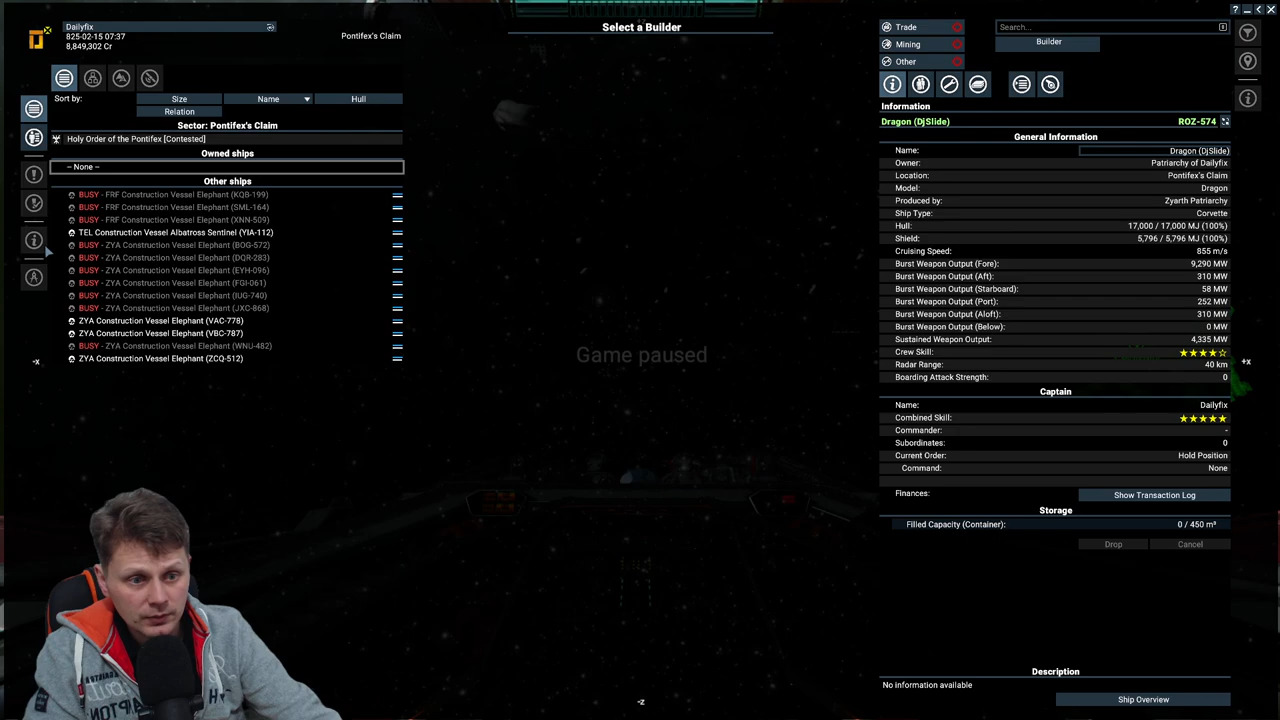 Dailyfix
825-02-15 07:37
8,849,302 Cr
Pontifex's Claim
Select a Builder
Sort by:
Size
Name
Hull
Relation
Sector: Pontifex's Claim
Holy Order of the Pontifex [Contested]
Owned ships
-- None --
Other ships
BUSY - FRF Construction Vessel Elephant (KQB-199)
BUSY - FRF Construction Vessel Elephant (SML-164)
BUSY - FRF Construction Vessel Elephant (XNN-509)
TEL Construction Vessel Albatross Sentinel (YIA-112)
BUSY - ZYA Construction Vessel Elephant (BOG-572)
BUSY - ZYA Construction Vessel Elephant (DQR-283)
BUSY - ZYA Construction Vessel Elephant (EYH-096)
BUSY - ZYA Construction Vessel Elephant (FGI-061)
BUSY - ZYA Construction Vessel Elephant (IUG-740)
BUSY - ZYA Construction Vessel Elephant (JXC-868)
ZYA Construction Vessel Elephant (VAC-778)
ZYA Construction Vessel Elephant (VBC-787)
BUSY - ZYA Construction Vessel Elephant (WNU-482)
ZYA Construction Vessel Elephant (ZCQ-512)
-x
Game paused
+x
-z
Trade
Mining
Other
Search...
Builder
Information
Dragon (DjSlide) ROZ-574
General Information
Name: Dragon (DjSlide)
Owner: Patriarchy of Dailyfix
Location: Pontifex's Claim
Model: Dragon
Produced by: Zyarth Patriarchy
Ship Type: Corvette
Hull: 17,000 / 17,000 MJ (100%)
Shield: 5,796 / 5,796 MJ (100%)
Cruising Speed: 855 m/s
Burst Weapon Output (Fore): 9,290 MW
Burst Weapon Output (Aft): 310 MW
Burst Weapon Output (Starboard): 58 MW
Burst Weapon Output (Port): 252 MW
Burst Weapon Output (Aloft): 310 MW
Burst Weapon Output (Below): 0 MW
Sustained Weapon Output: 4,335 MW
Crew Skill: ★★★★☆
Radar Range: 40 km
Boarding Attack Strength: 0
Captain
Name: Dailyfix
Combined Skill: ★★★★★
Commander: -
Subordinates: 0
Current Order: Hold Position
Command: None
Finances: Show Transaction Log
Storage
Filled Capacity (Container): 0 / 450 m³
Drop Cancel
Description
No information available
Ship Overview